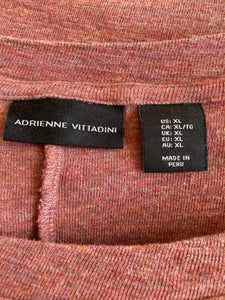 ADRIENNE VITTADINI
US: XL
CA: XL/TG
UK: XL
EU: XL
AU: XL
MADE IN
PERU